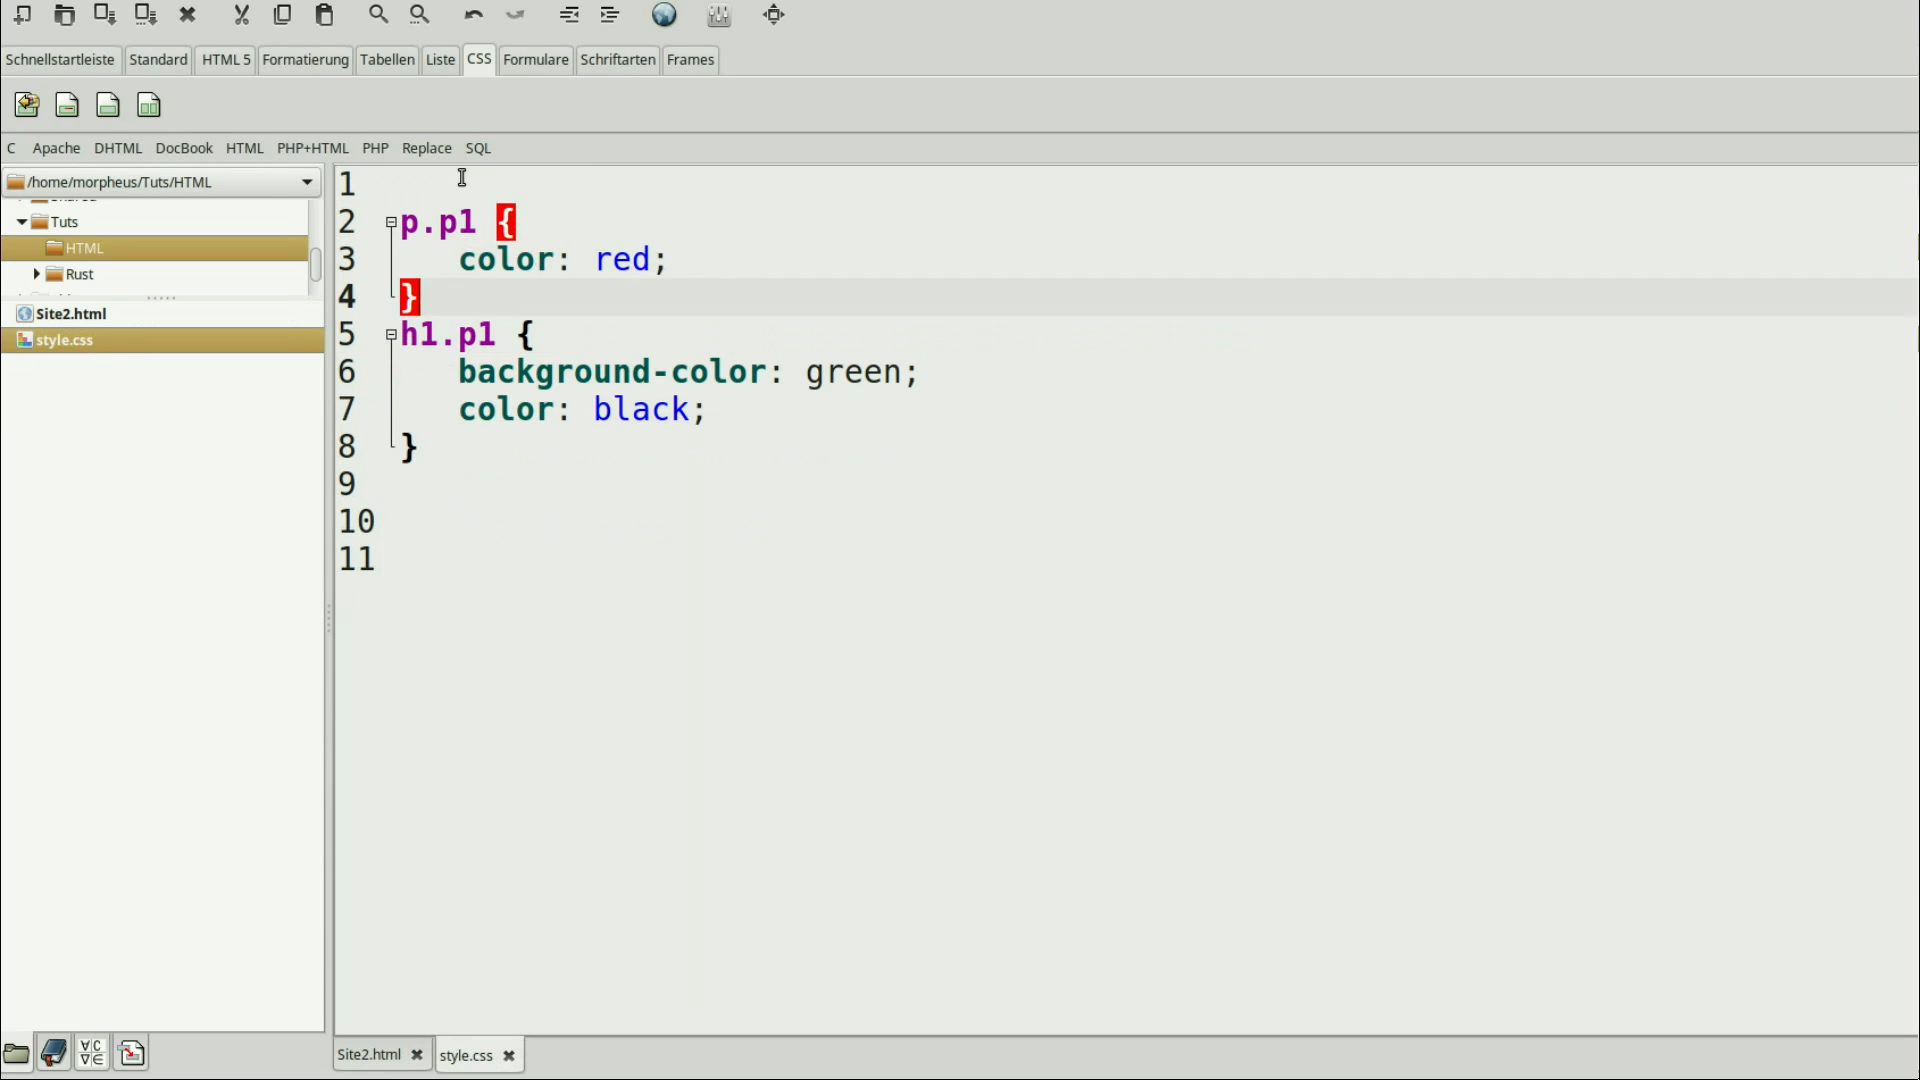 Schnellstartleiste Standard HTML 5 Formatierung Tabellen Liste CSS Formulare Schriftarten Frames
C Apache DHTML DocBook HTML PHP+HTML PHP Replace SQL
/home/morpheus/Tuts/HTML
Tuts
HTML
Rust
Site2.html
style.css
1
2 p.p1 {
3 color: red;
4 }
5 h1.p1 {
6 background-color: green;
7 color: black;
8 }
9
10
11
Site2.html style.css